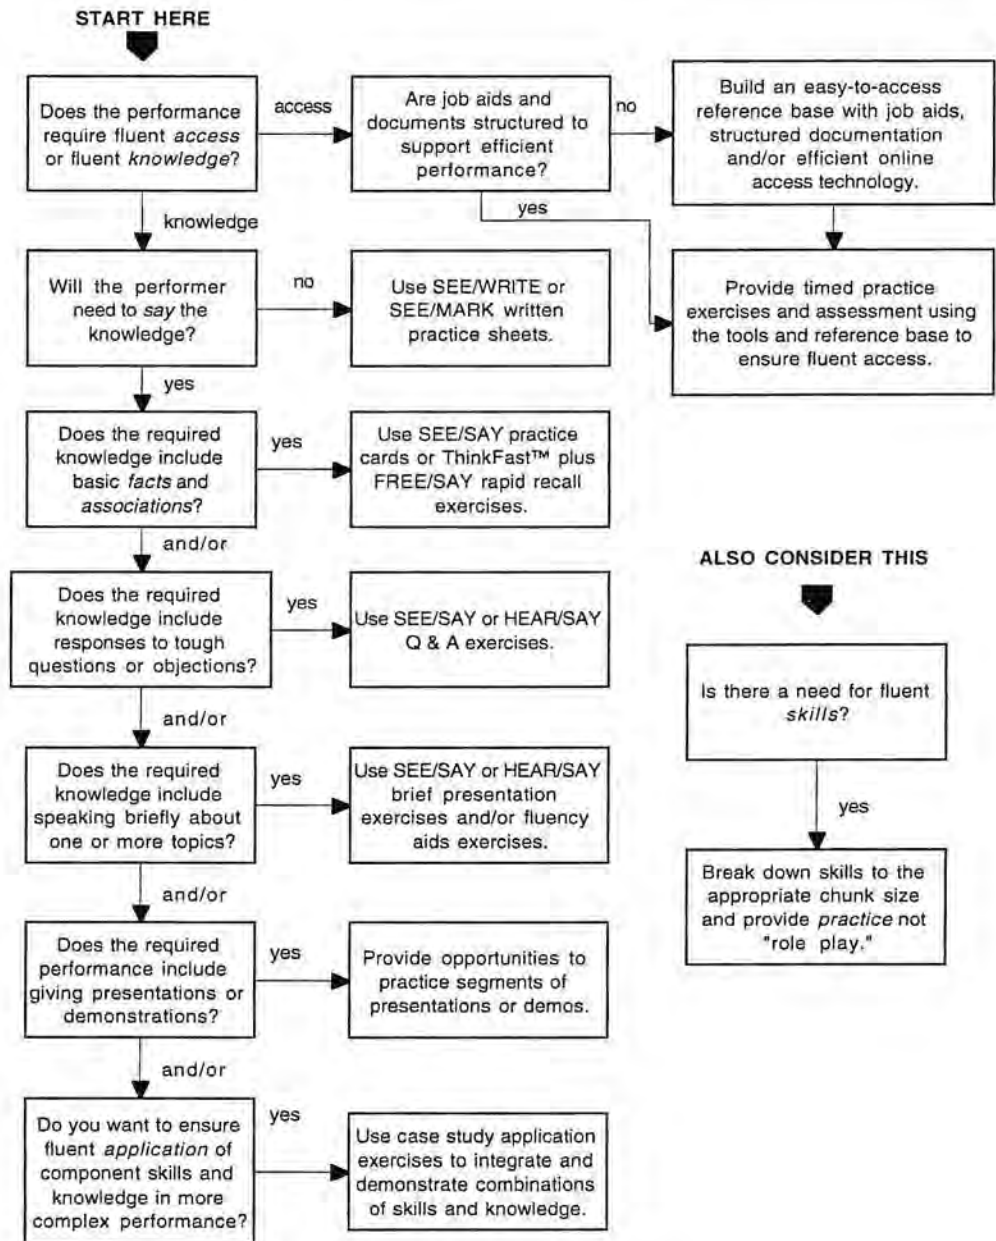 START HERE
Does the performance
require fluent access
or fluent knowledge?
access
Are job aids and
documents structured to
support efficient
performance?
no
Build an easy-to-access
reference base with job aids,
structured documentation
and/or efficient online
access technology.
knowledge
yes
Will the performer
need to say the
knowledge?
no
Use SEE/WRITE or
SEE/MARK written
practice sheets.
Provide timed practice
exercises and assessment using
the tools and reference base to
ensure fluent access.
yes
Does the required
knowledge include
basic facts and
associations?
yes
Use SEE/SAY practice
cards or ThinkFast™ plus
FREE/SAY rapid recall
exercises.
and/or
Does the required
knowledge include
responses to tough
questions or objections?
yes
Use SEE/SAY or HEAR/SAY
Q & A exercises.
and/or
Does the required
knowledge include
speaking briefly about
one or more topics?
yes
Use SEE/SAY or HEAR/SAY
brief presentation
exercises and/or fluency
aids exercises.
and/or
Does the required
performance include
giving presentations or
demonstrations?
yes
Provide opportunities to
practice segments of
presentations or demos.
and/or
Do you want to ensure
fluent application of
component skills and
knowledge in more
complex performance?
yes
Use case study application
exercises to integrate and
demonstrate combinations
of skills and knowledge.
ALSO CONSIDER THIS
Is there a need for fluent
skills?
yes
Break down skills to the
appropriate chunk size
and provide practice not
"role play."